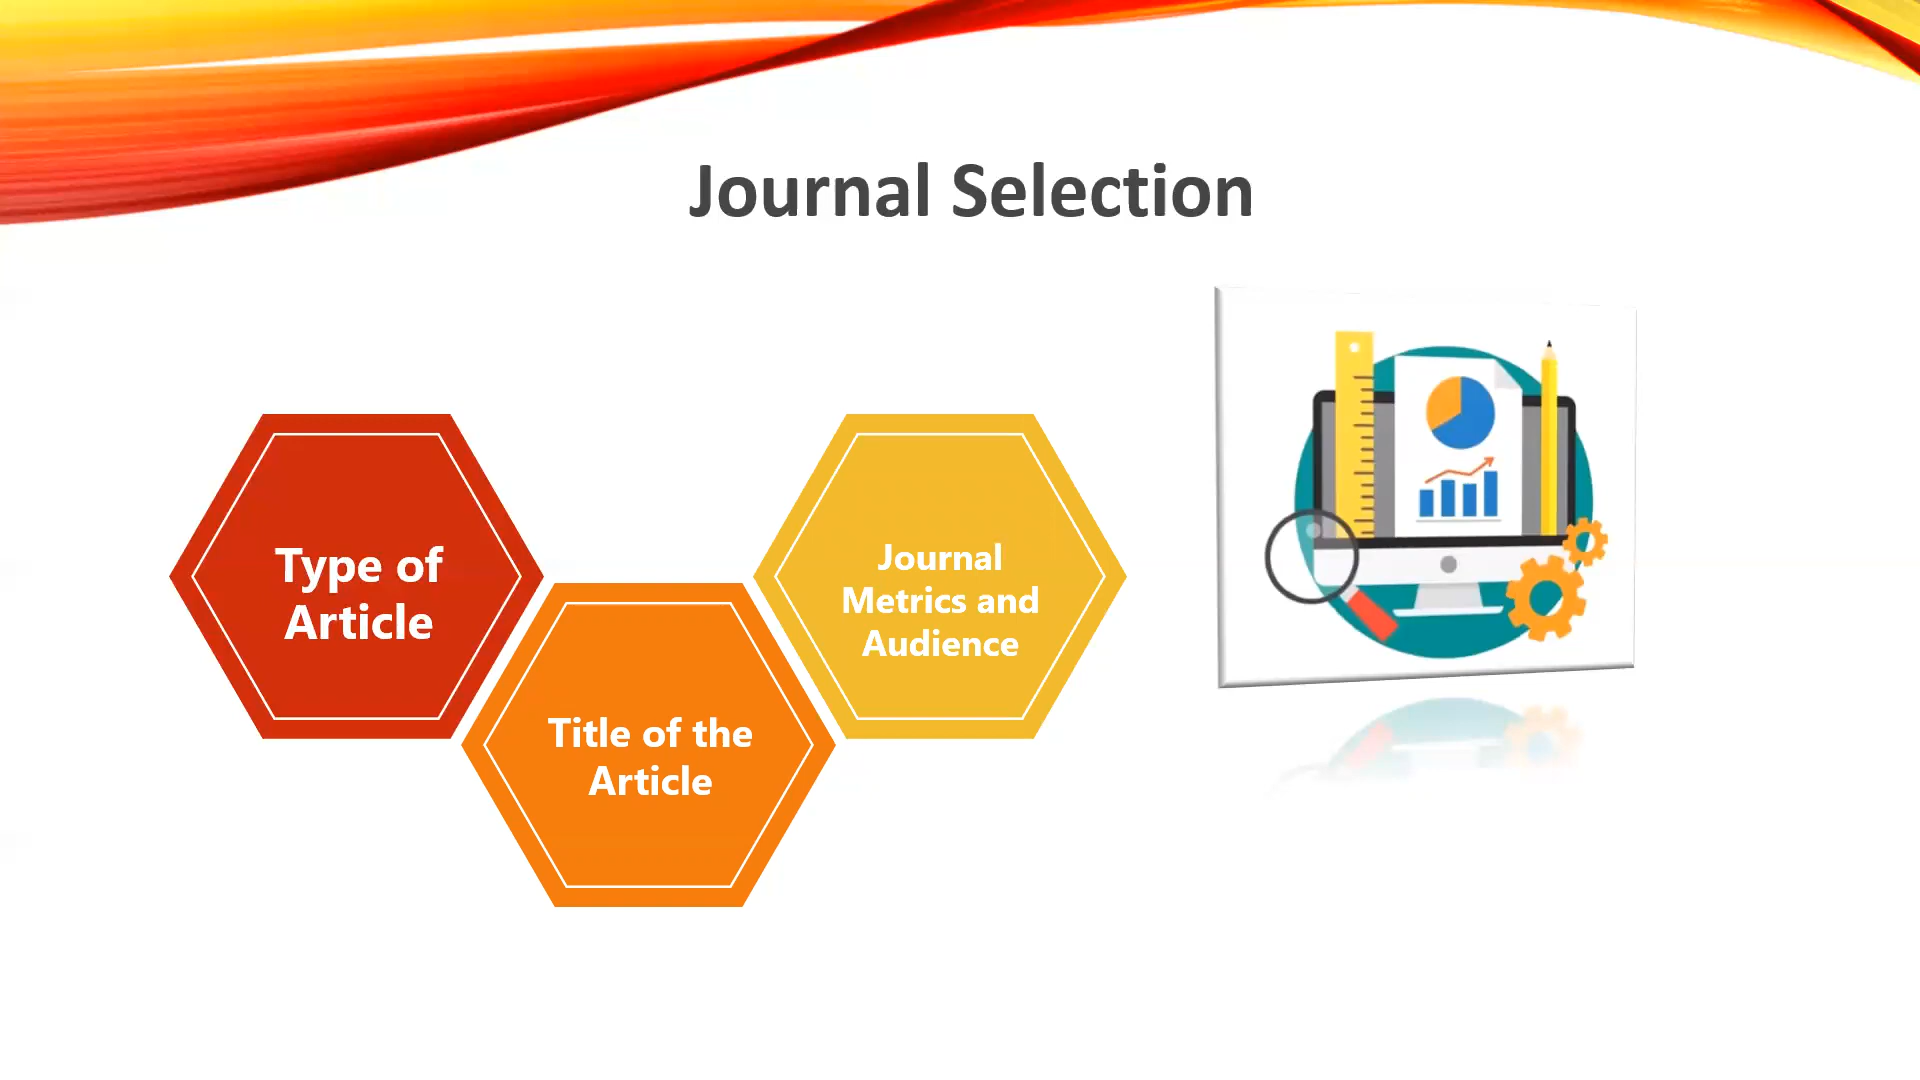 Journal Selection
Type of
Article
Title of the
Article
Journal
Metrics and
Audience